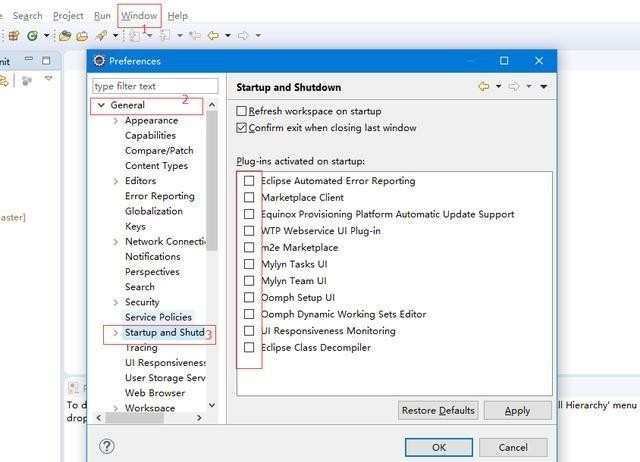 Search Project Run Window Help
1
nit
Preferences
type filter text
Startup and Shutdown
2
General
Appearance
Capabilities
Compare/Patch
Content Types
Editors
Error Reporting
Globalization
Keys
Network Connecti
Notifications
Perspectives
Search
Security
Service Policies
Startup and Shutd
3
Tracing
UI Responsiveness
User Storage Serv
Web Browser
Workspace
Refresh workspace on startup
Confirm exit when closing last window
Plug-ins activated on startup:
Eclipse Automated Error Reporting
Marketplace Client
Equinox Provisioning Platform Automatic Update Support
WTP Webservice UI Plug-in
m2e Marketplace
Mylyn Tasks UI
Mylyn Team UI
Oomph Setup UI
Oomph Dynamic Working Sets Editor
UI Responsiveness Monitoring
Eclipse Class Decompiler
Restore Defaults Apply
OK Cancel
aster]
To d
ll Hierarchy' menu
drop